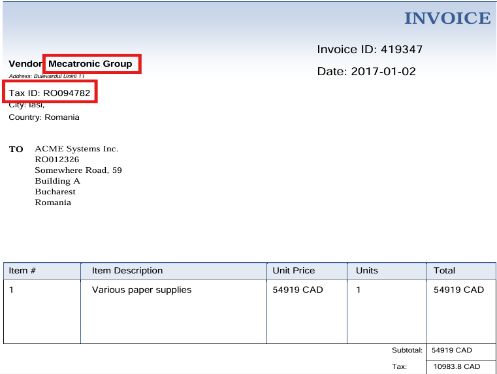 INVOICE
Invoice ID: 419347
Vendor: Mecatronic Group
Date: 2017-01-02
Address: Bulevardul Unirii 11
Tax ID: RO094782
City: Iasi,
Country: Romania
TO ACME Systems Inc.
RO012326
Somewhere Road, 59
Building A
Bucharest
Romania
Item # Item Description Unit Price Units Total
1 Various paper supplies 54919 CAD 1 54919 CAD
Subtotal: 54919 CAD
Tax: 10983.8 CAD